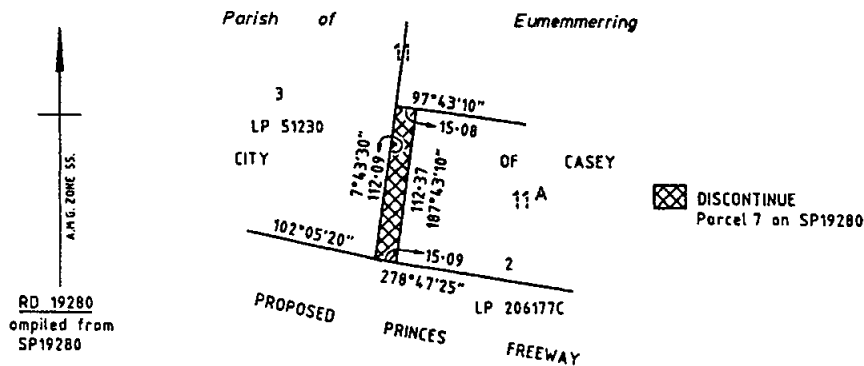 Parish of Eumemmerring
11
97°43'10"
3
LP 51230
15·08
CITY
OF CASEY
7°43'30"
112·09
112·37
187°43'10"
11A
DISCONTINUE
Parcel 7 on SP19280
A.M.G. ZONE 55.
102°05'20"
15·09
2
278°47'25"
LP 206177C
RD 19280
ompiled from
SP19280
PROPOSED PRINCES FREEWAY